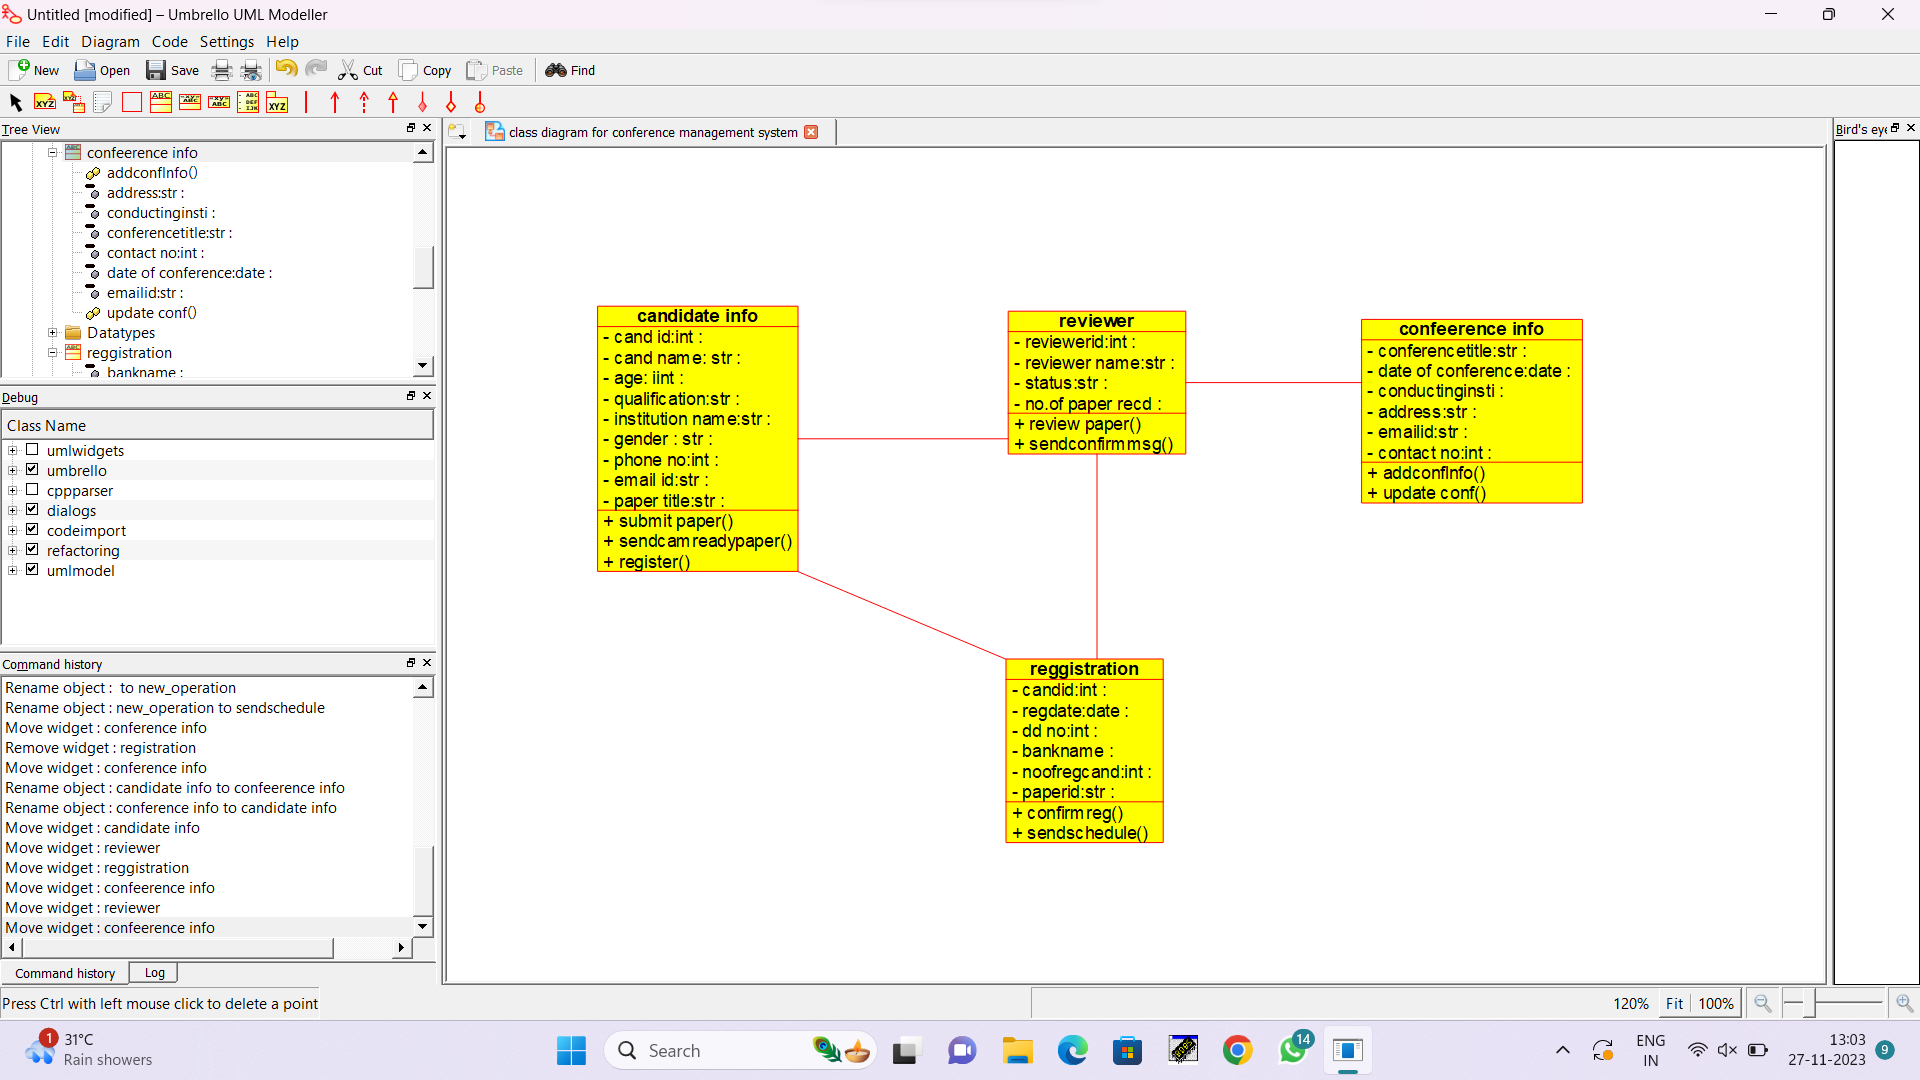 Untitled [modified] – Umbrello UML Modeller
File Edit Diagram Code Settings Help
New Open Save Cut Copy Paste Find
Tree View
class diagram for conference management system
Bird's eye
confeerence info
addconfInfo()
address:str :
conductinginsti :
conferencetitle:str :
contact no:int :
date of conference:date :
emailid:str :
update conf()
Datatypes
reggistration
bankname :
Debug
Class Name
umlwidgets
umbrello
cppparser
dialogs
codeimport
refactoring
umlmodel
Command history
Rename object : to new_operation
Rename object : new_operation to sendschedule
Move widget : conference info
Remove widget : registration
Move widget : conference info
Rename object : candidate info to confeerence info
Rename object : conference info to candidate info
Move widget : candidate info
Move widget : reviewer
Move widget : reggistration
Move widget : confeerence info
Move widget : reviewer
Move widget : confeerence info
Command history Log
Press Ctrl with left mouse click to delete a point
candidate info
- cand id:int :
- cand name: str :
- age: iint :
- qualification:str :
- institution name:str :
- gender : str :
- phone no:int :
- email id:str :
- paper title:str :
+ submit paper()
+ sendcamreadypaper()
+ register()
reviewer
- reviewerid:int :
- reviewer name:str :
- status:str :
- no.of paper recd :
+ review paper()
+ sendconfirmmsg()
confeerence info
- conferencetitle:str :
- date of conference:date :
- conductinginsti :
- address:str :
- emailid:str :
- contact no:int :
+ addconfInfo()
+ update conf()
reggistration
- candid:int :
- regdate:date :
- dd no:int :
- bankname :
- noofregcand:int :
- paperid:str :
+ confirmreg()
+ sendschedule()
120% Fit 100%
1
31°C
Rain showers
Search
14
ENG
IN
13:03
27-11-2023
9